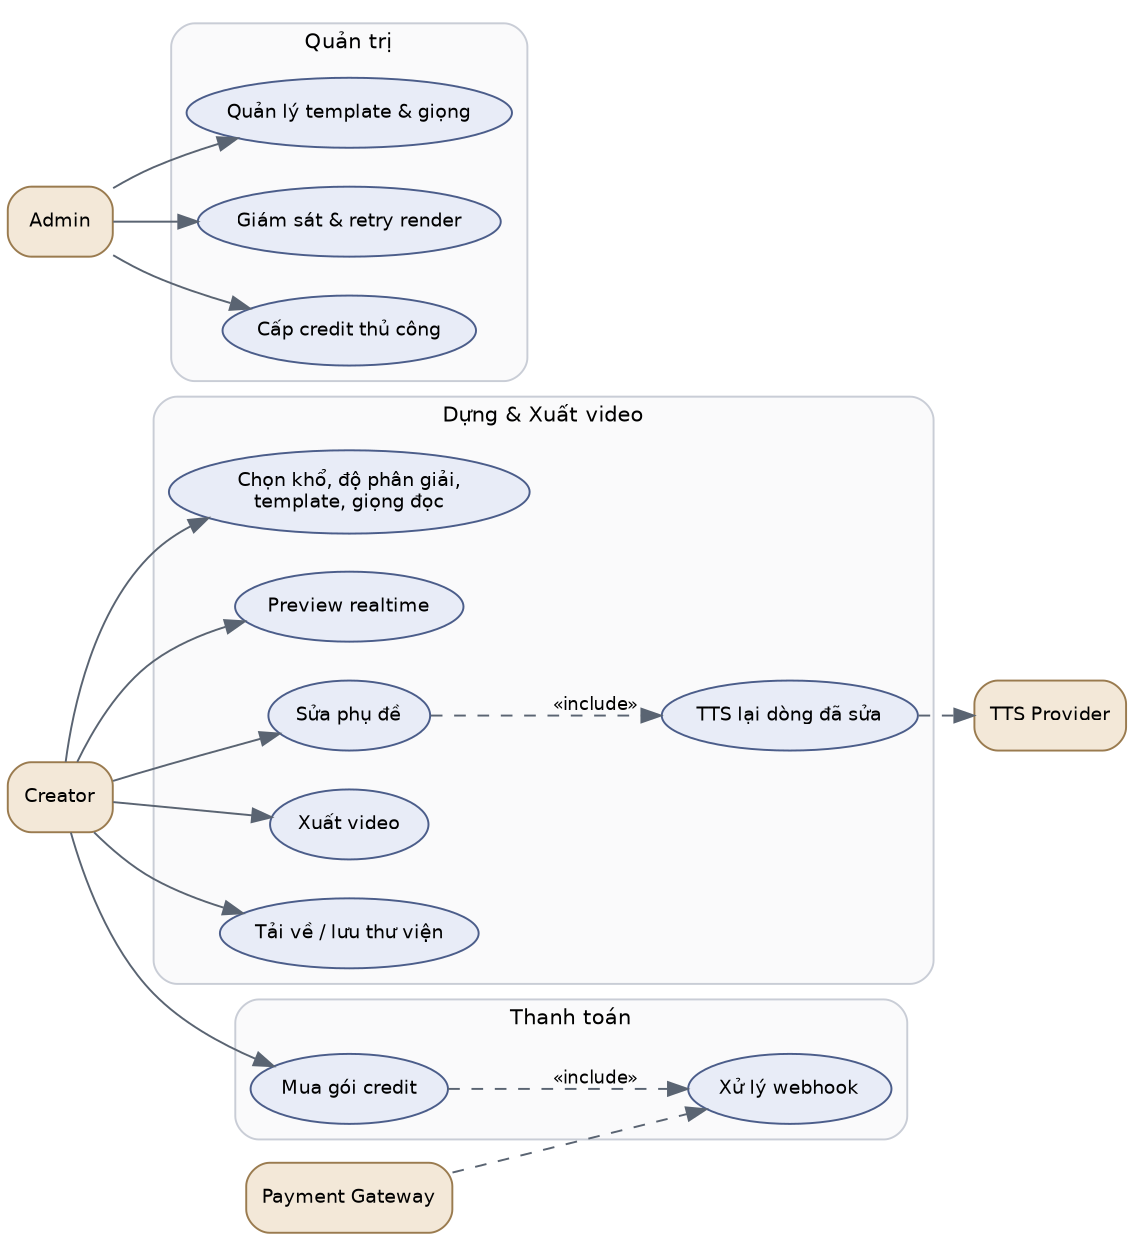 Quản trị
Quản lý template & giọng
Admin
Giám sát & retry render
Cấp credit thủ công
Dựng & Xuất video
Chọn khổ, độ phân giải,
template, giọng đọc
Preview realtime
Sửa phụ đề
«include»
TTS lại dòng đã sửa
TTS Provider
Creator
Xuất video
Tải về / lưu thư viện
Thanh toán
Mua gói credit
«include»
Xử lý webhook
Payment Gateway